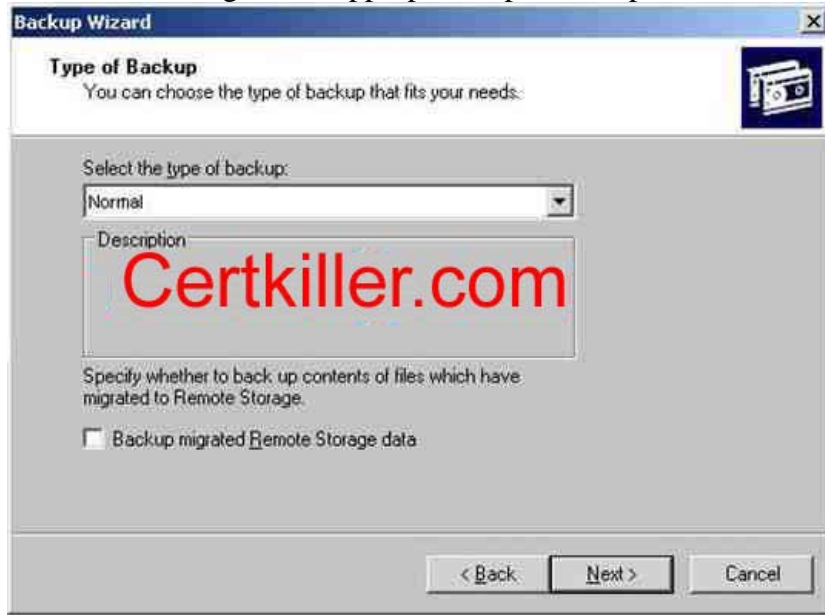 Backup Wizard
Type of Backup
You can choose the type of backup that fits your needs.
Select the type of backup:
Normal
Description
Certkiller.com
Specify whether to back up contents of files which have
migrated to Remote Storage.
Backup migrated Remote Storage data
< Back
Next >
Cancel